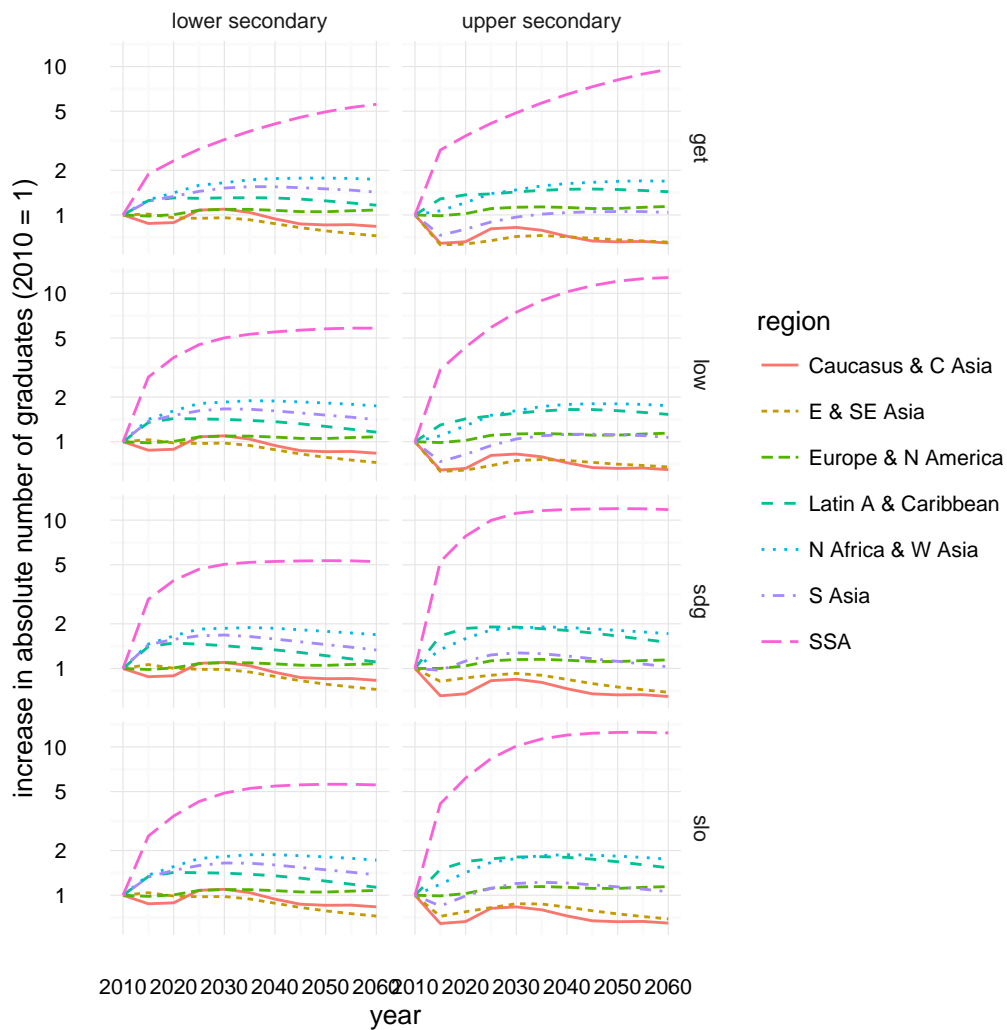 lower secondary
upper secondary
10
5
2
1
get
10
5
2
1
low
10
5
2
1
sdg
10
5
2
1
slo
increase in absolute number of graduates (2010 = 1)
2010 2020 2030 2040 2050 2060
2010 2020 2030 2040 2050 2060
year
region
Caucasus & C Asia
E & SE Asia
Europe & N America
Latin A & Caribbean
N Africa & W Asia
S Asia
SSA